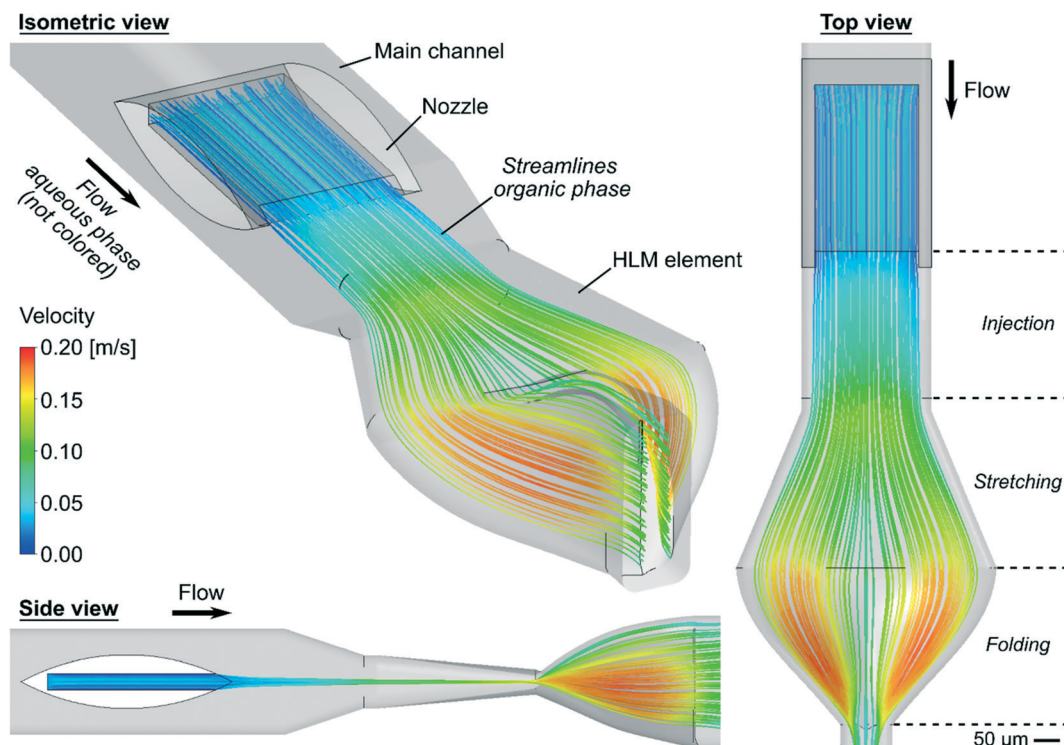 Isometric view
Main channel
Nozzle
Streamlines
organic phase
HLM element
Flow
aqueous phase
(not colored)
Velocity
0.20 [m/s]
0.15
0.10
0.05
0.00
Side view
Flow
Top view
Flow
Injection
Stretching
Folding
50 um